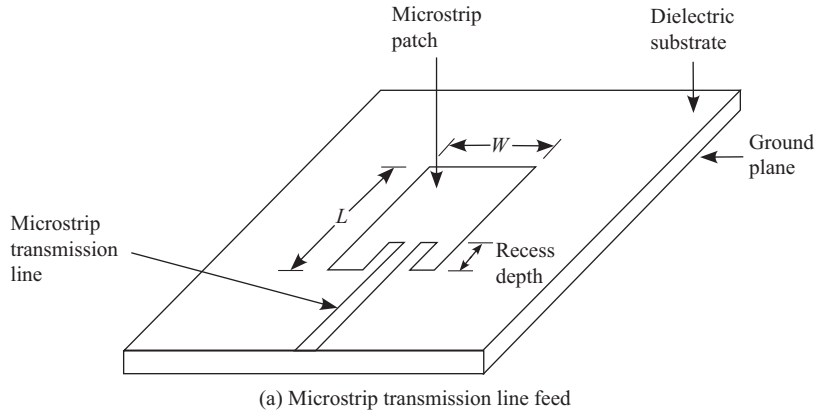 Microstrip
patch
Dielectric
substrate
W
Ground
plane
L
Microstrip
transmission
line
Recess
depth
(a) Microstrip transmission line feed